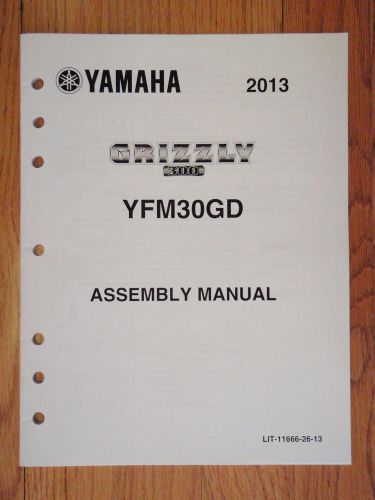 YAMAHA 2013
GRIZZLY
300
YFM30GD
ASSEMBLY MANUAL
LIT-11666-26-13